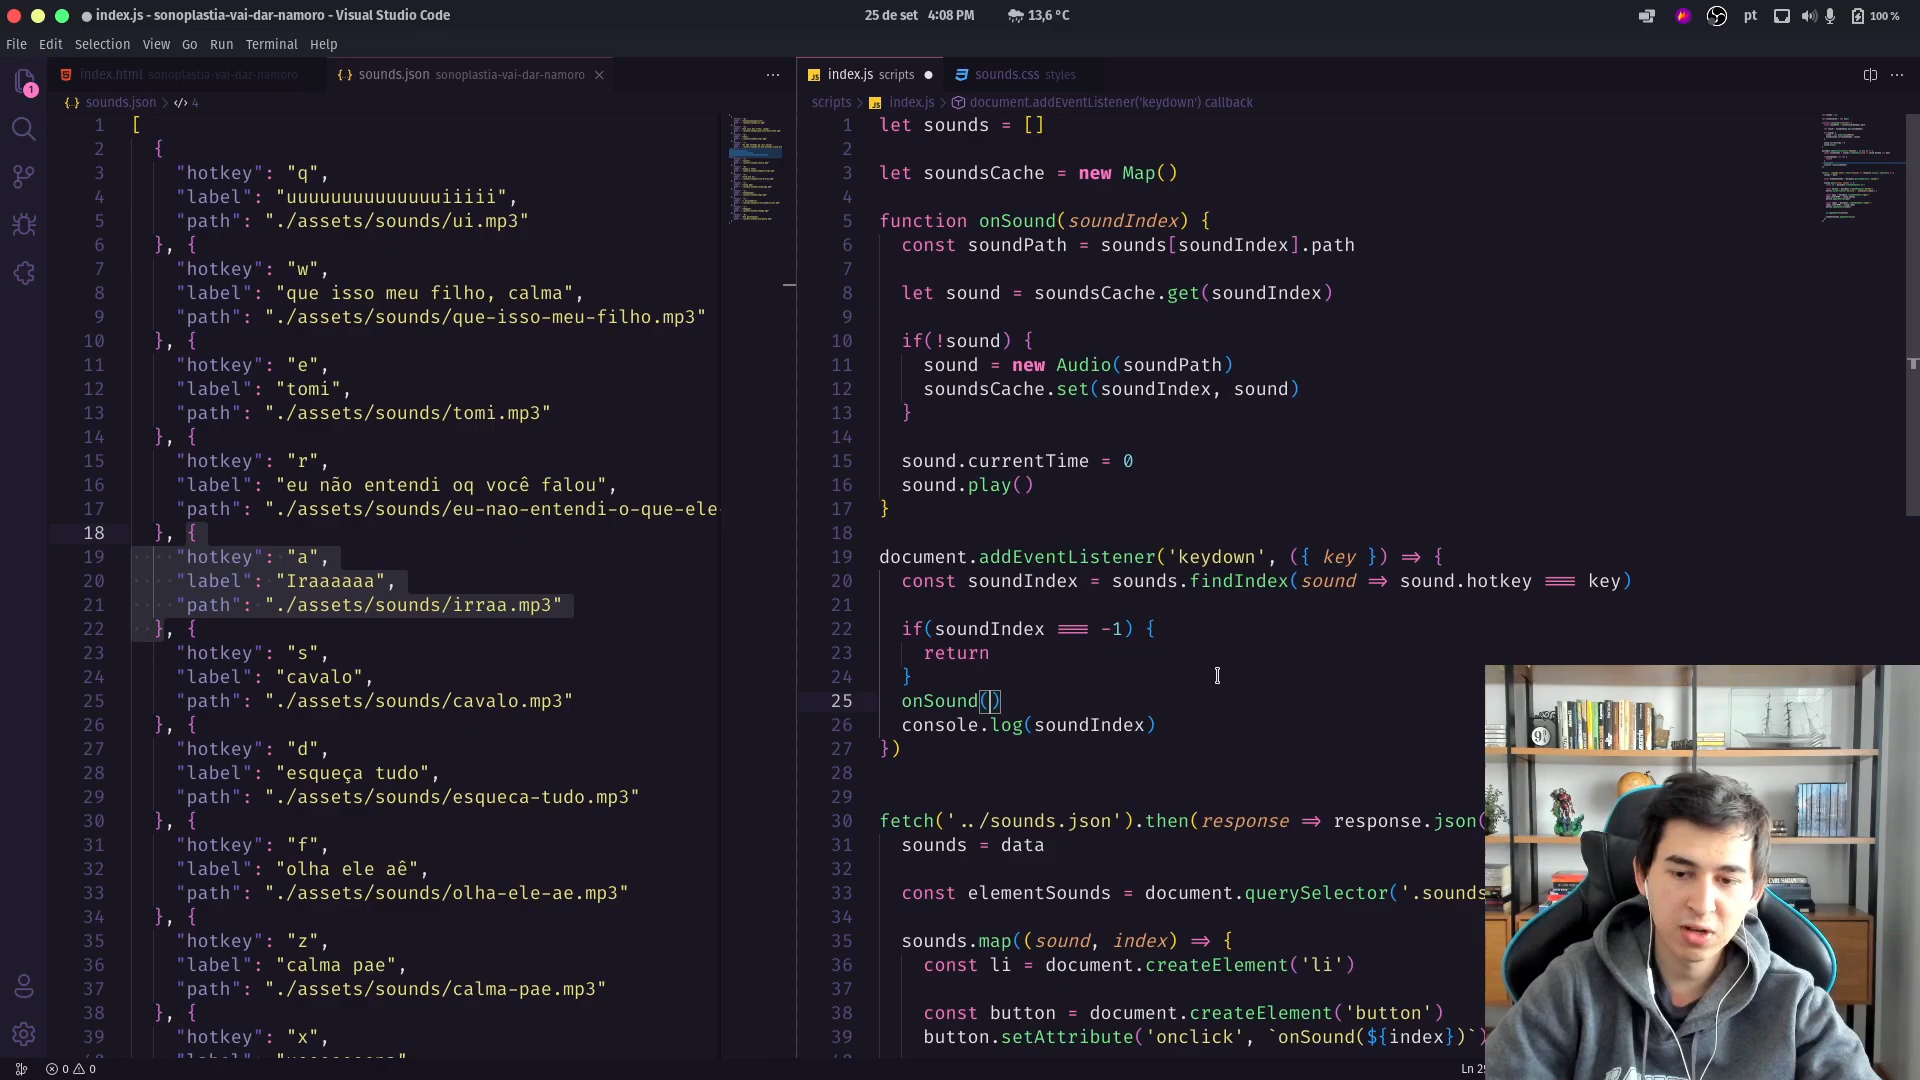 index.js - sonoplastia-vai-dar-namoro - Visual Studio Code
25 de set 4:08 PM
13,6 °C
pt
100 %
File Edit Selection View Go Run Terminal Help
1
index.html sonoplastia-vai-dar-namoro
sounds.json sonoplastia-vai-dar-namoro
sounds.json > 4
1 [
2 {
3 "hotkey": "q",
4 "label": "uuuuuuuuuuuuuuiiiii",
5 "path": "./assets/sounds/ui.mp3"
6 }, {
7 "hotkey": "w",
8 "label": "que isso meu filho, calma",
9 "path": "./assets/sounds/que-isso-meu-filho.mp3"
10 }, {
11 "hotkey": "e",
12 "label": "tomi",
13 "path": "./assets/sounds/tomi.mp3"
14 }, {
15 "hotkey": "r",
16 "label": "eu não entendi oq você falou",
17 "path": "./assets/sounds/eu-nao-entendi-o-que-ele-
18 }, {
19 "hotkey": "a",
20 "label": "Iraaaaaa",
21 "path": "./assets/sounds/irraa.mp3"
22 }, {
23 "hotkey": "s",
24 "label": "cavalo",
25 "path": "./assets/sounds/cavalo.mp3"
26 }, {
27 "hotkey": "d",
28 "label": "esqueça tudo",
29 "path": "./assets/sounds/esqueca-tudo.mp3"
30 }, {
31 "hotkey": "f",
32 "label": "olha ele aê",
33 "path": "./assets/sounds/olha-ele-ae.mp3"
34 }, {
35 "hotkey": "z",
36 "label": "calma pae",
37 "path": "./assets/sounds/calma-pae.mp3"
38 }, {
39 "hotkey": "x",
JS index.js scripts
sounds.css styles
scripts > JS index.js > document.addEventListener('keydown') callback
1 let sounds = []
2
3 let soundsCache = new Map()
4
5 function onSound(soundIndex) {
6 const soundPath = sounds[soundIndex].path
7
8 let sound = soundsCache.get(soundIndex)
9
10 if(!sound) {
11 sound = new Audio(soundPath)
12 soundsCache.set(soundIndex, sound)
13 }
14
15 sound.currentTime = 0
16 sound.play()
17 }
18
19 document.addEventListener('keydown', ({ key }) => {
20 const soundIndex = sounds.findIndex(sound => sound.hotkey === key)
21
22 if(soundIndex === -1) {
23 return
24 }
25 onSound()
26 console.log(soundIndex)
27 })
28
29
30 fetch('../sounds.json').then(response => response.json(
31 sounds = data
32
33 const elementSounds = document.querySelector('.sounds
34
35 sounds.map((sound, index) => {
36 const li = document.createElement('li')
37
38 const button = document.createElement('button')
39 button.setAttribute('onclick', `onSound(${index})`)
0 0
9¾
CARL SAGAN